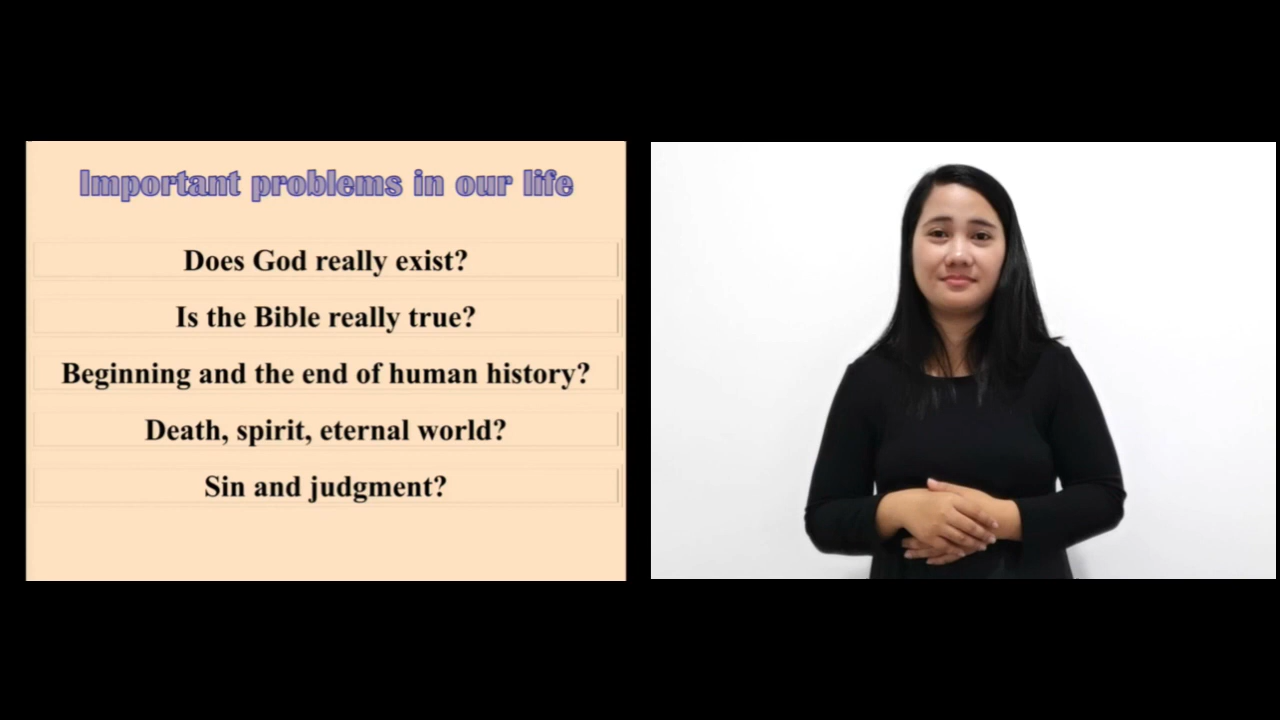 Important problems in our life
Does God really exist?
Is the Bible really true?
Beginning and the end of human history?
Death, spirit, eternal world?
Sin and judgment?